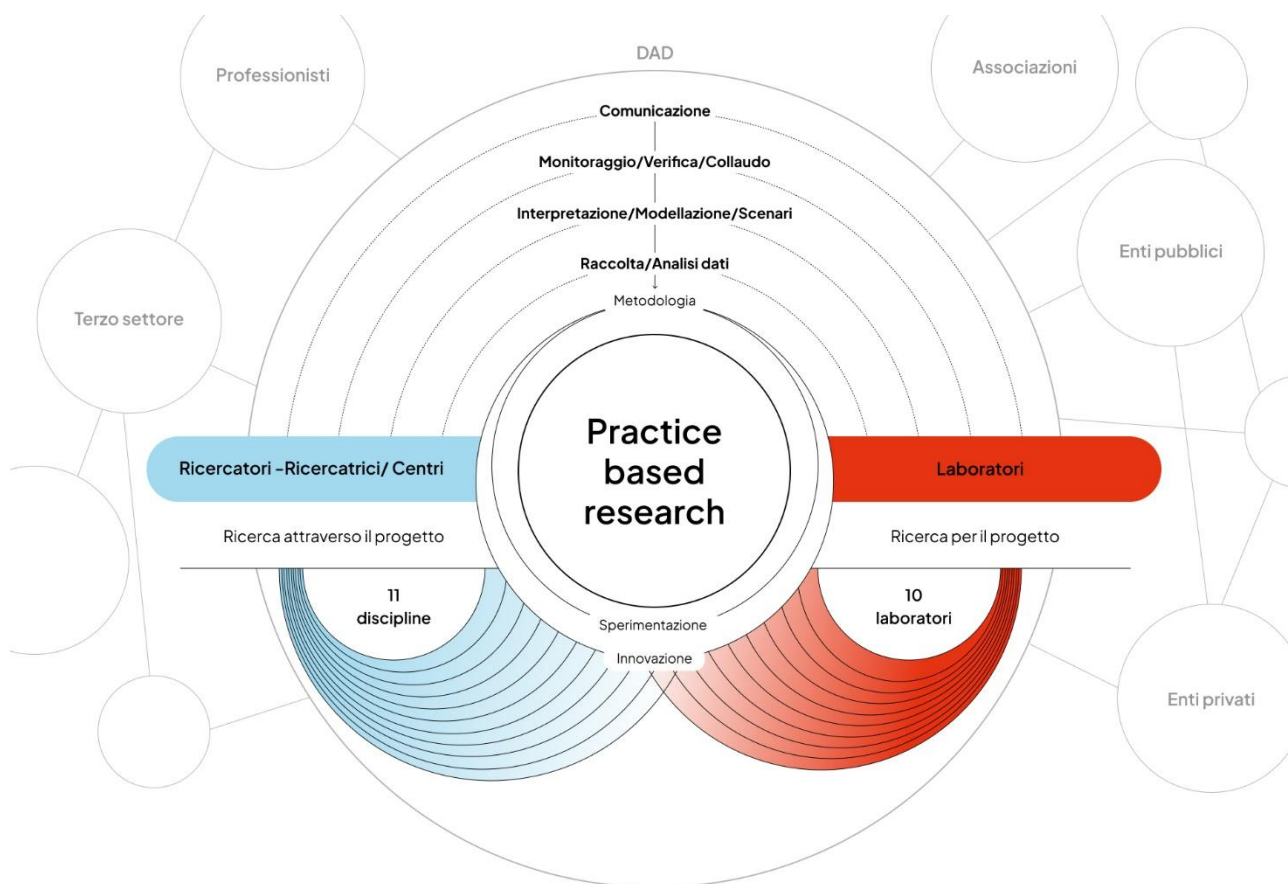 DAD
Professionisti
Associazioni
Comunicazione
Monitoraggio/Verifica/Collaudo
Interpretazione/Modellazione/Scenari
Enti pubblici
Raccolta/Analisi dati
↓
Metodologia
Terzo settore
Practice
based
research
Ricercatori -Ricercatrici/ Centri
Laboratori
Ricerca attraverso il progetto
Ricerca per il progetto
11
discipline
10
laboratori
Sperimentazione
Innovazione
Enti privati